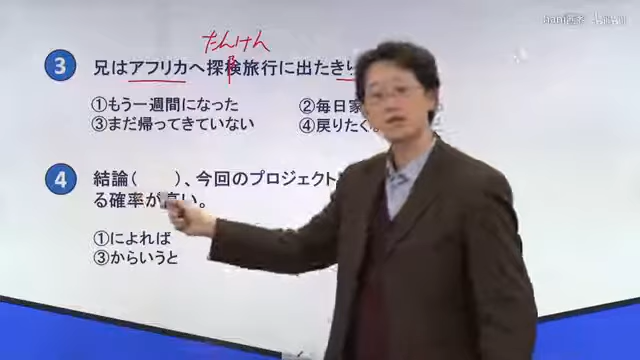 たんけん
③ 兄はアフリカへ探検旅行に出たき
①もう一週間になった ②毎日家
③まだ帰ってきていない ④戻りたく
④ 結論( )、今回のプロジェクト
る確率が高い。
①によれば
③からいうと